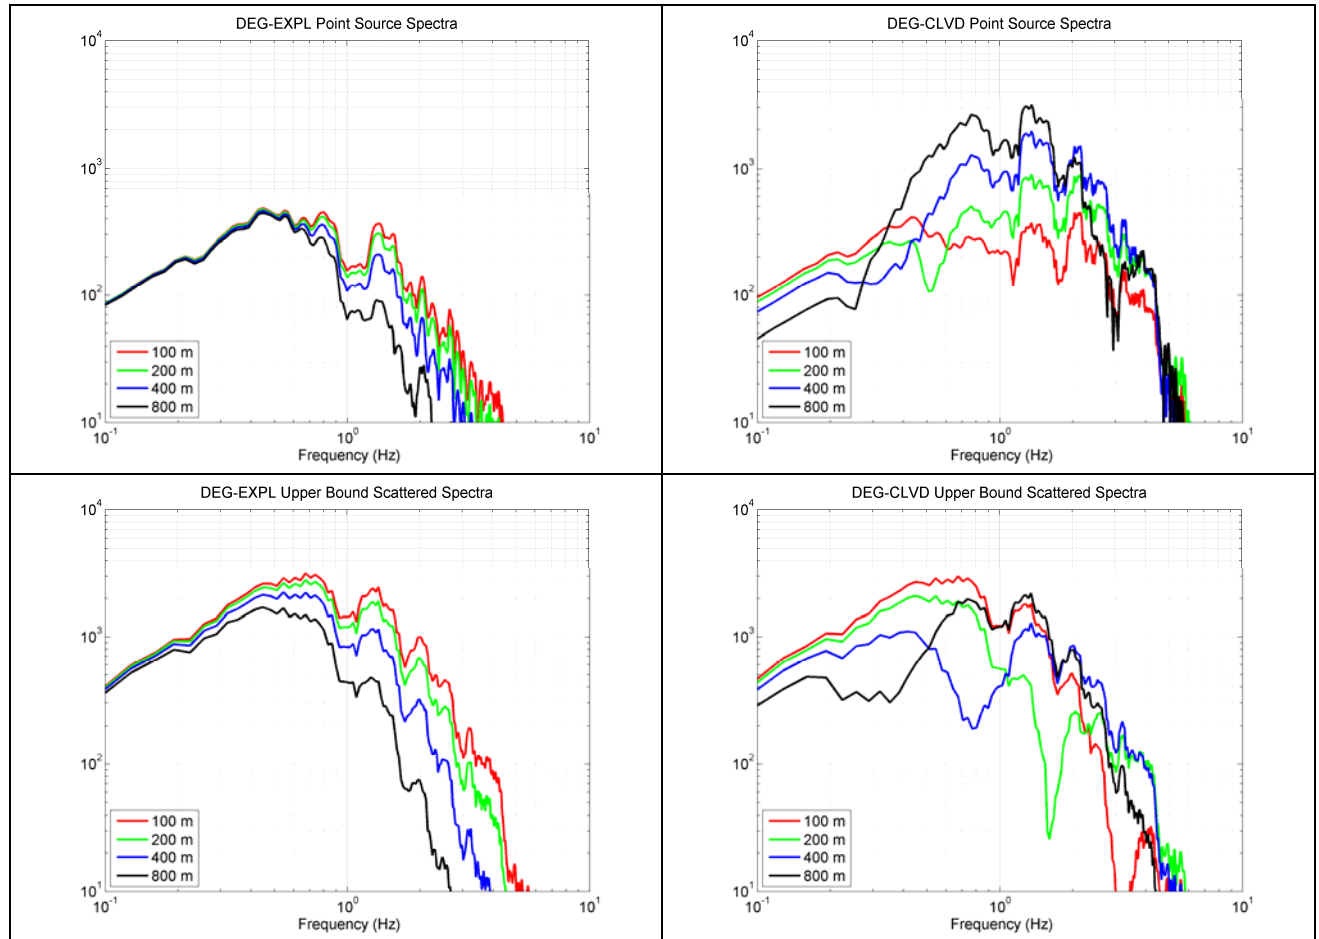 DEG-EXPL Point Source Spectra
10^4
10^3
10^2
10^1
100 m
200 m
400 m
800 m
10^-1 10^0 10^1
Frequency (Hz)
DEG-CLVD Point Source Spectra
10^4
10^3
10^2
10^1
100 m
200 m
400 m
800 m
10^-1 10^0 10^1
Frequency (Hz)
DEG-EXPL Upper Bound Scattered Spectra
10^4
10^3
10^2
10^1
100 m
200 m
400 m
800 m
10^-1 10^0 10^1
Frequency (Hz)
DEG-CLVD Upper Bound Scattered Spectra
10^4
10^3
10^2
10^1
100 m
200 m
400 m
800 m
10^-1 10^0 10^1
Frequency (Hz)